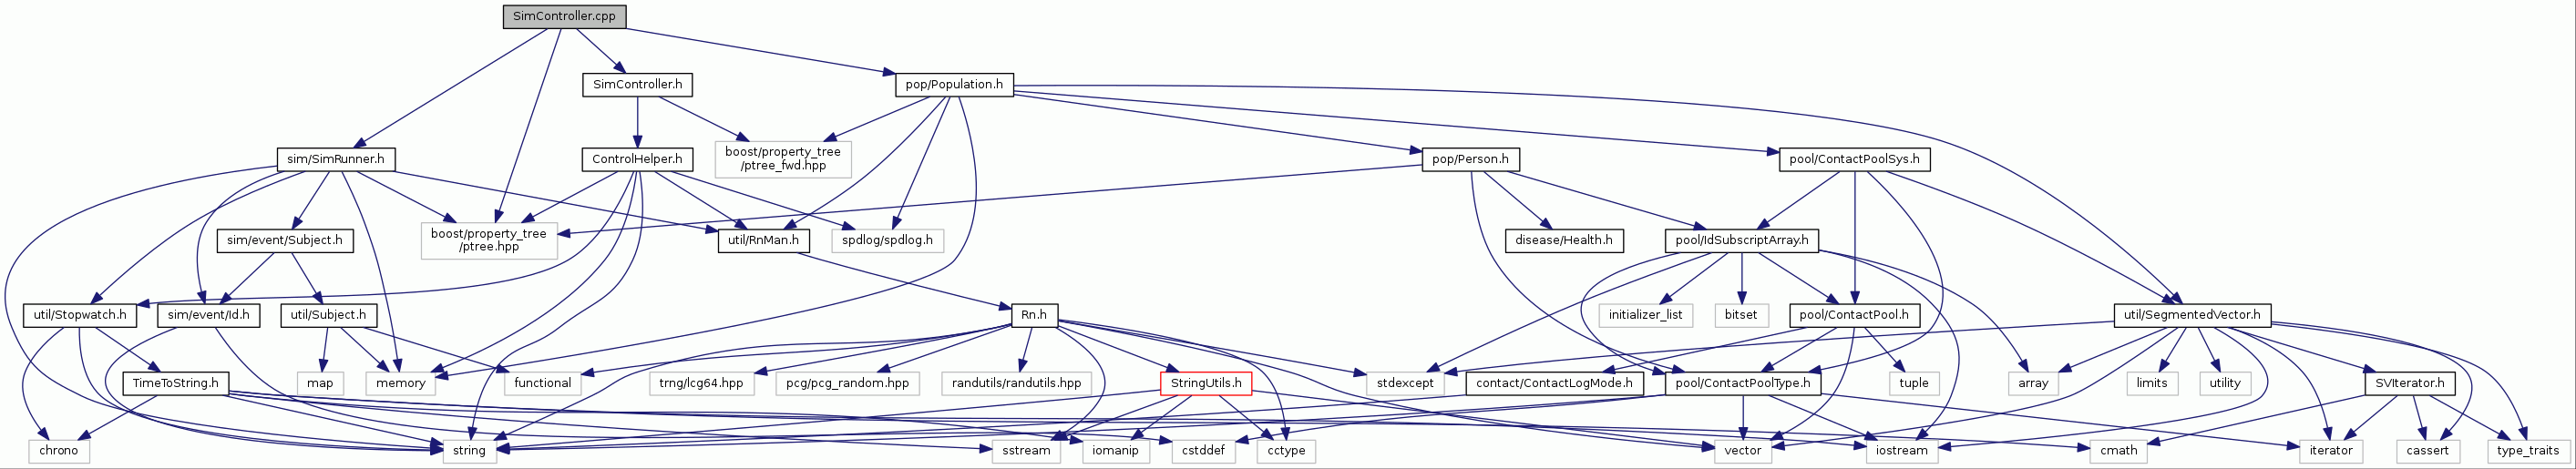 SimController.cpp
SimController.h
pop/Population.h
sim/SimRunner.h
ControlHelper.h
boost/property_tree
/ptree_fwd.hpp
pop/Person.h
pool/ContactPoolSys.h
sim/event/Subject.h
boost/property_tree
/ptree.hpp
util/RnMan.h
spdlog/spdlog.h
disease/Health.h
pool/IdSubscriptArray.h
util/Stopwatch.h
sim/event/Id.h
util/Subject.h
Rn.h
initializer_list
bitset
pool/ContactPool.h
util/SegmentedVector.h
TimeToString.h
map
memory
functional
trng/lcg64.hpp
pcg/pcg_random.hpp
randutils/randutils.hpp
StringUtils.h
stdexcept
contact/ContactLogMode.h
pool/ContactPoolType.h
tuple
array
limits
utility
SVIterator.h
chrono
string
sstream
iomanip
cstddef
cctype
vector
iostream
cmath
iterator
cassert
type_traits